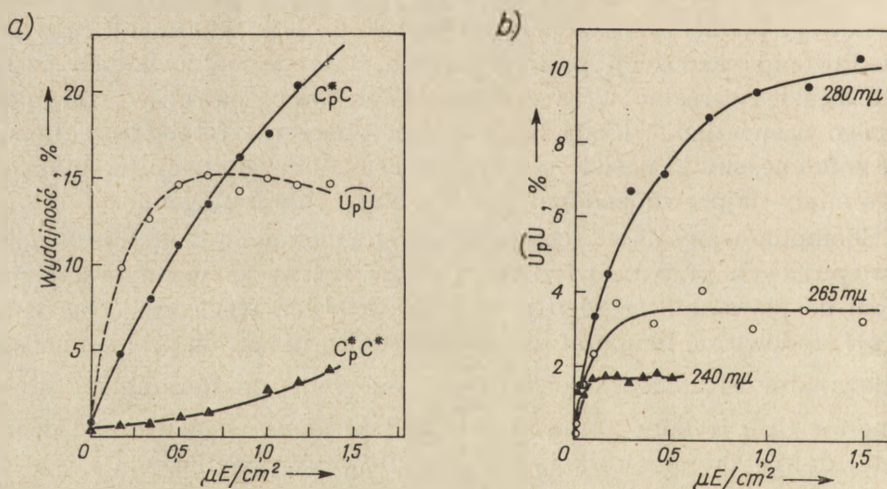 a)
Wydajność, %
20
15
10
5
0
0,5
1,0
1,5
μE/cm²
C*pC
UpU
C*pC*
b)
UpU, %
10
8
6
4
2
0
0,5
1,0
1,5
μE/cm²
280 mμ
265 mμ
240 mμ